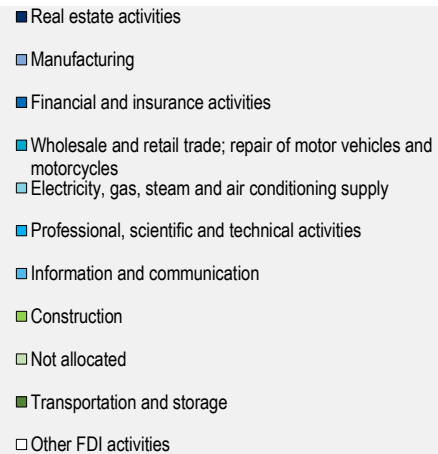 Real estate activities
Manufacturing
Financial and insurance activities
Wholesale and retail trade; repair of motor vehicles and
motorcycles
Electricity, gas, steam and air conditioning supply
Professional, scientific and technical activities
Information and communication
Construction
Not allocated
Transportation and storage
Other FDI activities